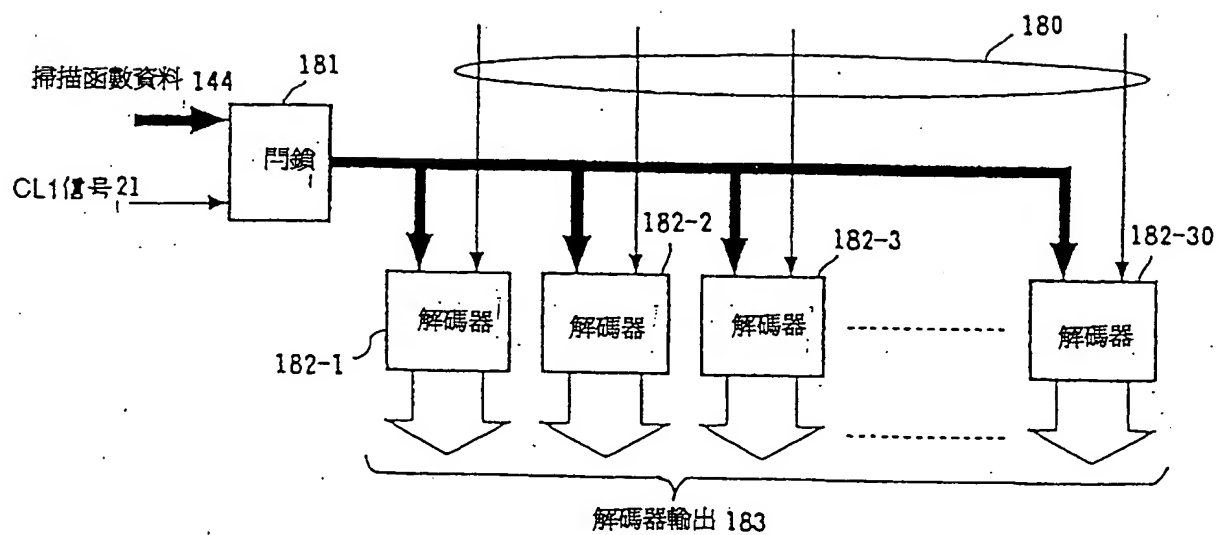 180
掃描函數資料 144
181
閂鎖
CL1信号 21
182-2
182-3
182-30
解碼器
解碼器
解碼器
解碼器
182-1
解碼器輸出 183